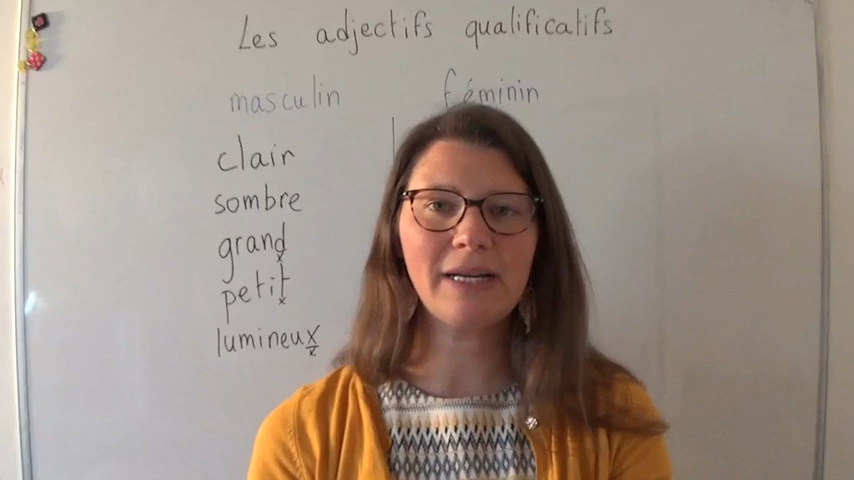 Les adjectifs qualificatifs
masculin féminin
clair
sombre
grand
petit
lumineux